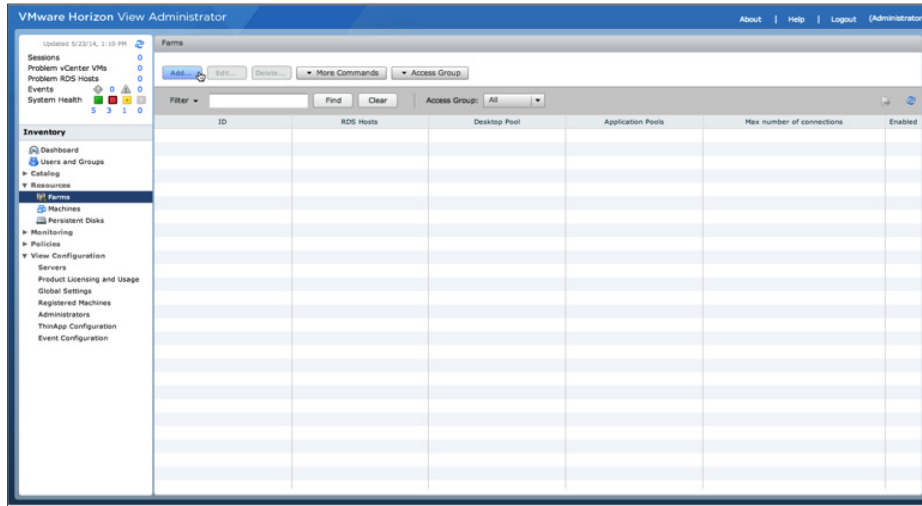 VMware Horizon View Administrator
About | Help | Logout (Administrator
Updated 5/23/14, 1:10 PM
Sessions 0
Problem vCenter VMs 0
Problem RDS Hosts 0
Events 0 0
System Health
5 3 1 0
Inventory
Dashboard
Users and Groups
Catalog
Resources
Farms
Machines
Persistent Disks
Monitoring
Policies
View Configuration
Servers
Product Licensing and Usage
Global Settings
Registered Machines
Administrators
ThinApp Configuration
Event Configuration
Farms
Add... Edit... Delete... More Commands Access Group
Filter Find Clear Access Group: All
ID RDS Hosts Desktop Pool Application Pools Max number of connections Enabled